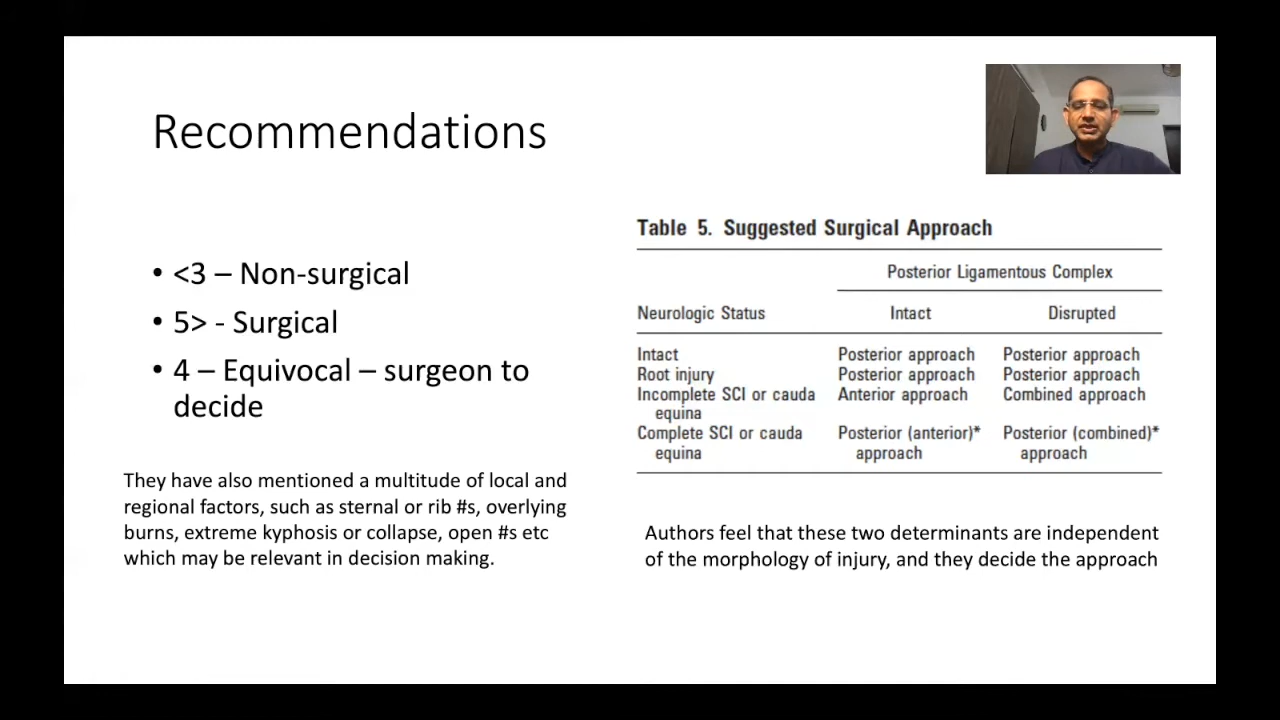 Recommendations
• <3 – Non-surgical
• 5> - Surgical
• 4 – Equivocal – surgeon to
decide
They have also mentioned a multitude of local and
regional factors, such as sternal or rib #s, overlying
burns, extreme kyphosis or collapse, open #s etc
which may be relevant in decision making.
Table 5. Suggested Surgical Approach
Posterior Ligamentous Complex
Neurologic Status Intact Disrupted
Intact Posterior approach Posterior approach
Root injury Posterior approach Posterior approach
Incomplete SCI or cauda Anterior approach Combined approach
equina
Complete SCI or cauda Posterior (anterior)* Posterior (combined)*
equina approach approach
Authors feel that these two determinants are independent
of the morphology of injury, and they decide the approach